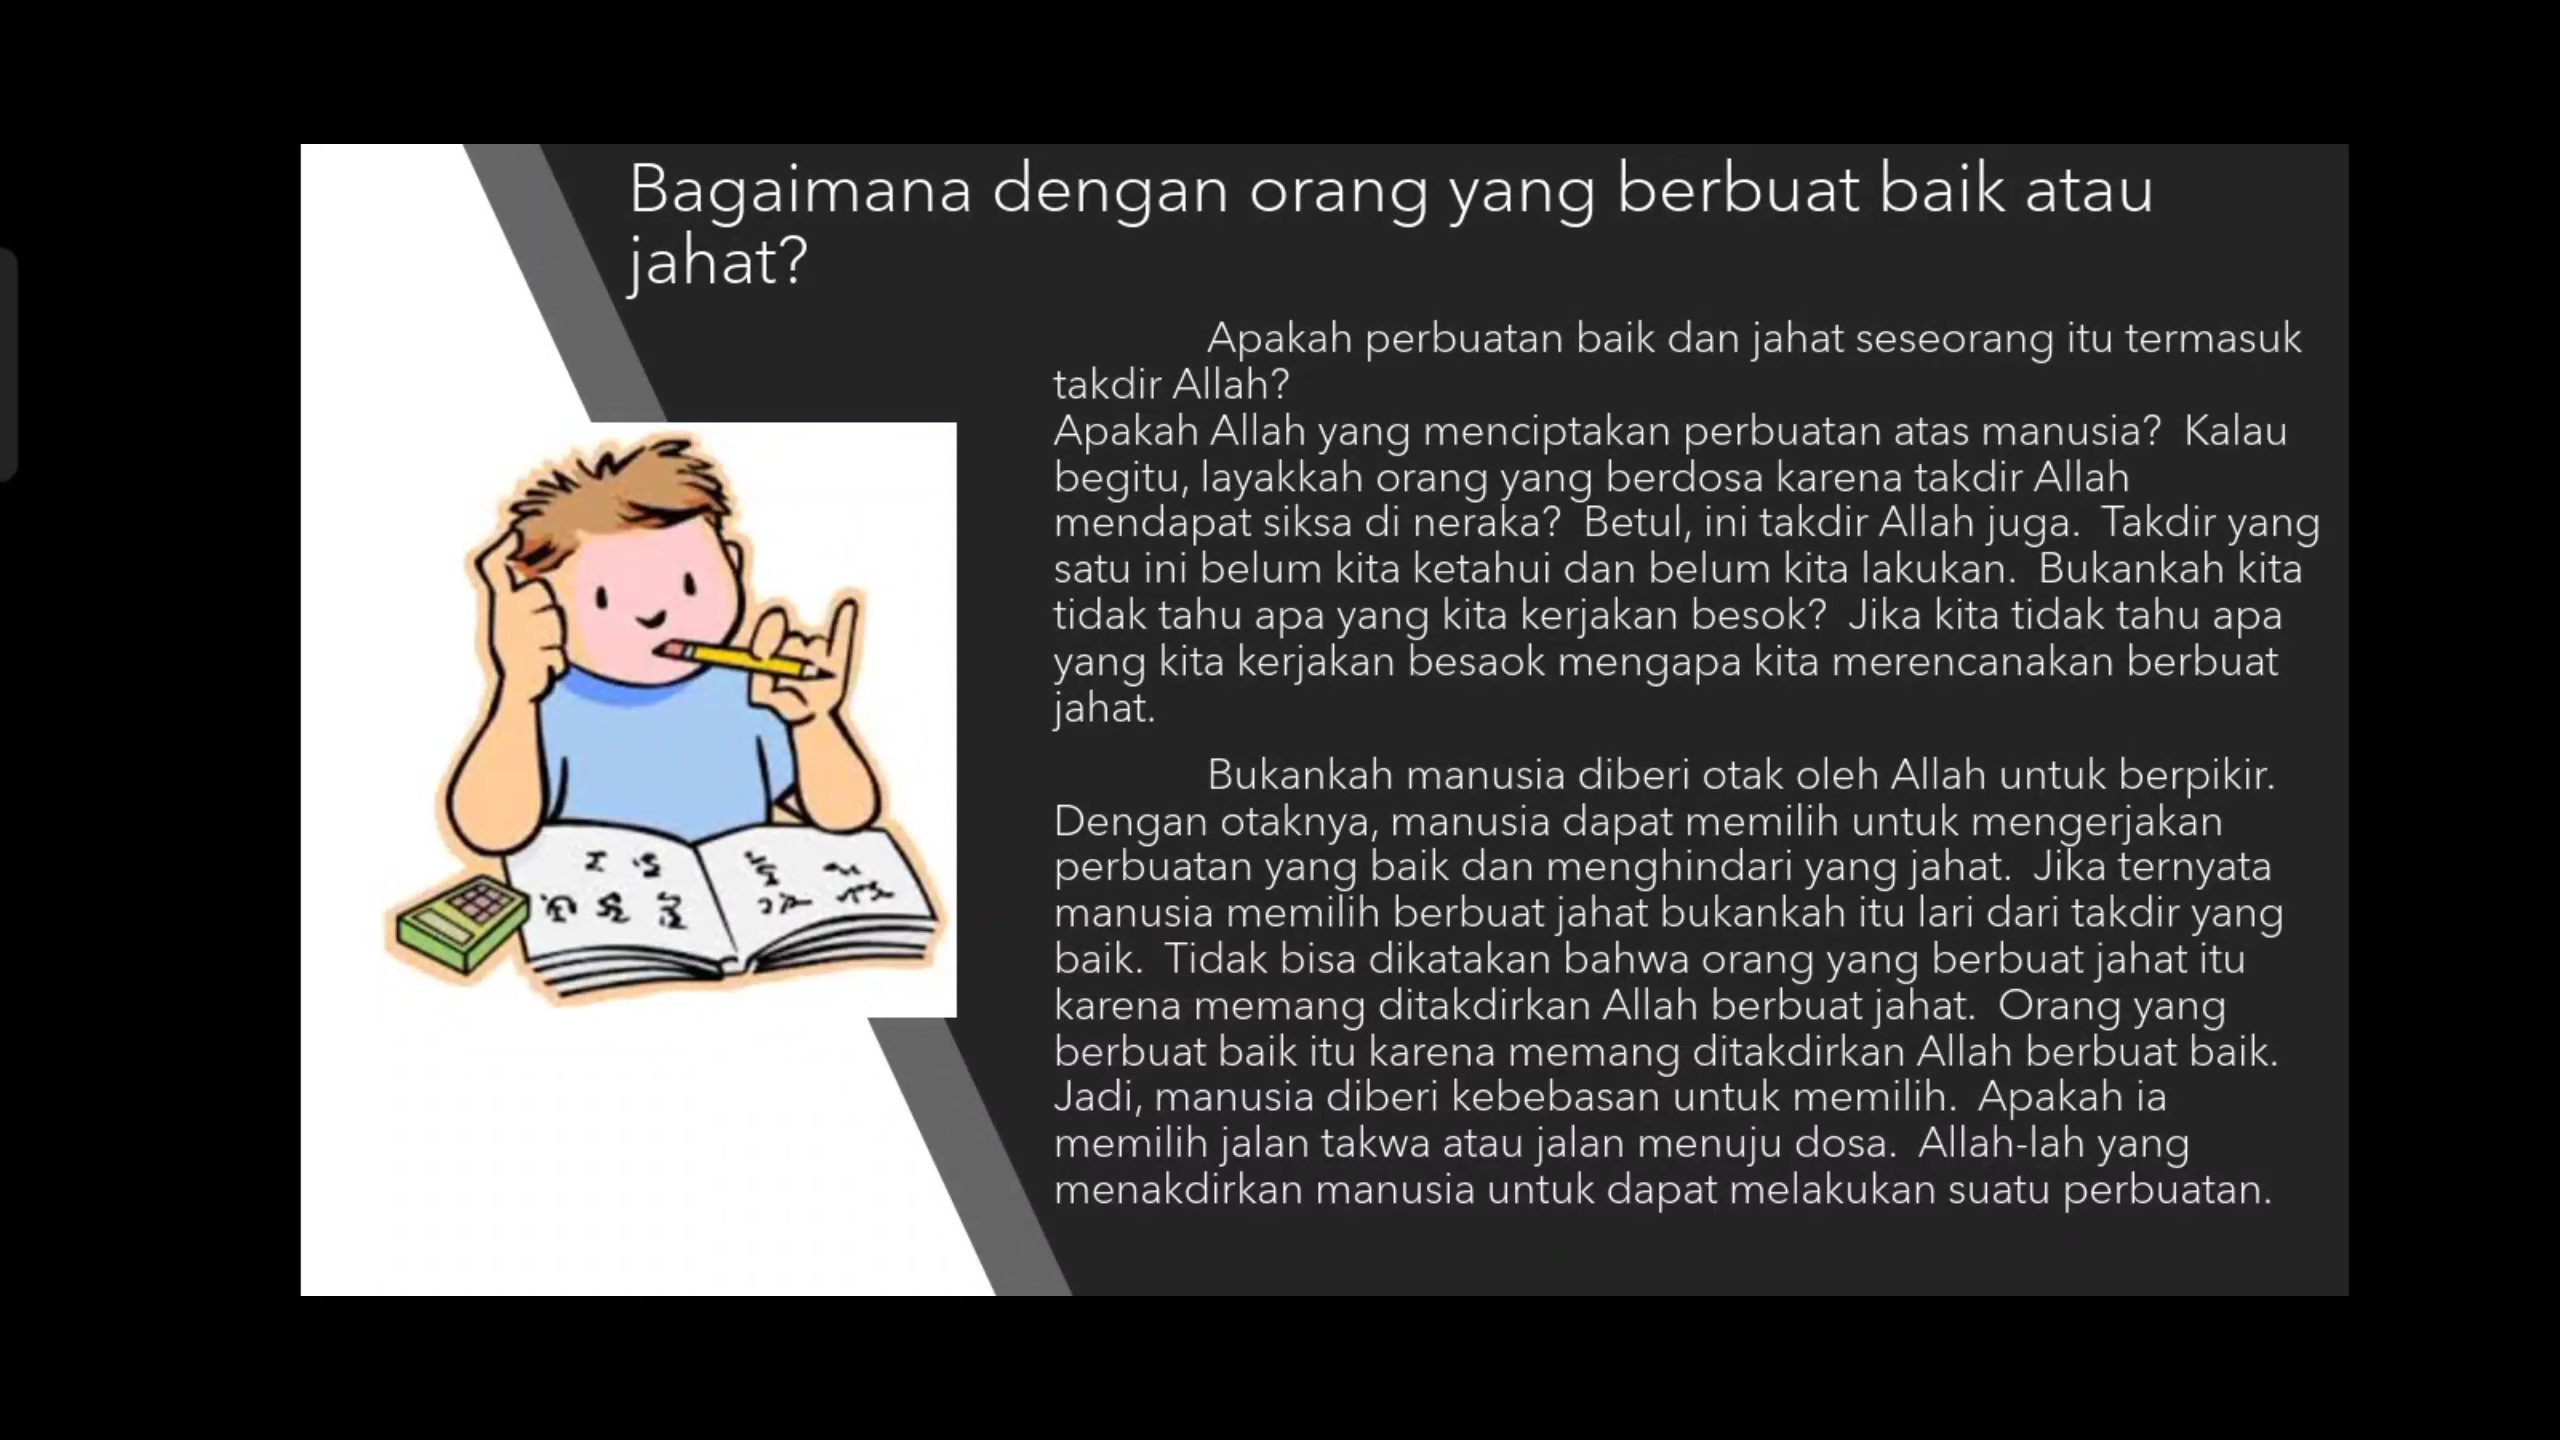 Bagaimana dengan orang yang berbuat baik atau
jahat?
Apakah perbuatan baik dan jahat seseorang itu termasuk
takdir Allah?
Apakah Allah yang menciptakan perbuatan atas manusia? Kalau
begitu, layakkah orang yang berdosa karena takdir Allah
mendapat siksa di neraka? Betul, ini takdir Allah juga. Takdir yang
satu ini belum kita ketahui dan belum kita lakukan. Bukankah kita
tidak tahu apa yang kita kerjakan besok? Jika kita tidak tahu apa
yang kita kerjakan besaok mengapa kita merencanakan berbuat
jahat.
Bukankah manusia diberi otak oleh Allah untuk berpikir.
Dengan otaknya, manusia dapat memilih untuk mengerjakan
perbuatan yang baik dan menghindari yang jahat. Jika ternyata
manusia memilih berbuat jahat bukankah itu lari dari takdir yang
baik. Tidak bisa dikatakan bahwa orang yang berbuat jahat itu
karena memang ditakdirkan Allah berbuat jahat. Orang yang
berbuat baik itu karena memang ditakdirkan Allah berbuat baik.
Jadi, manusia diberi kebebasan untuk memilih. Apakah ia
memilih jalan takwa atau jalan menuju dosa. Allah-lah yang
menakdirkan manusia untuk dapat melakukan suatu perbuatan.